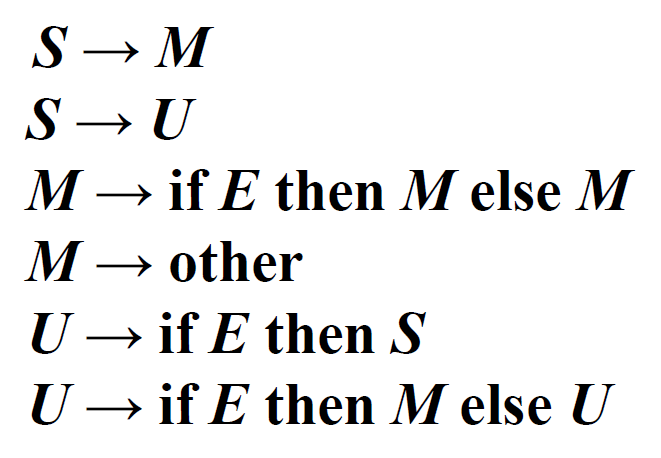 S → M
S → U
M → if E then M else M
M → other
U → if E then S
U → if E then M else U